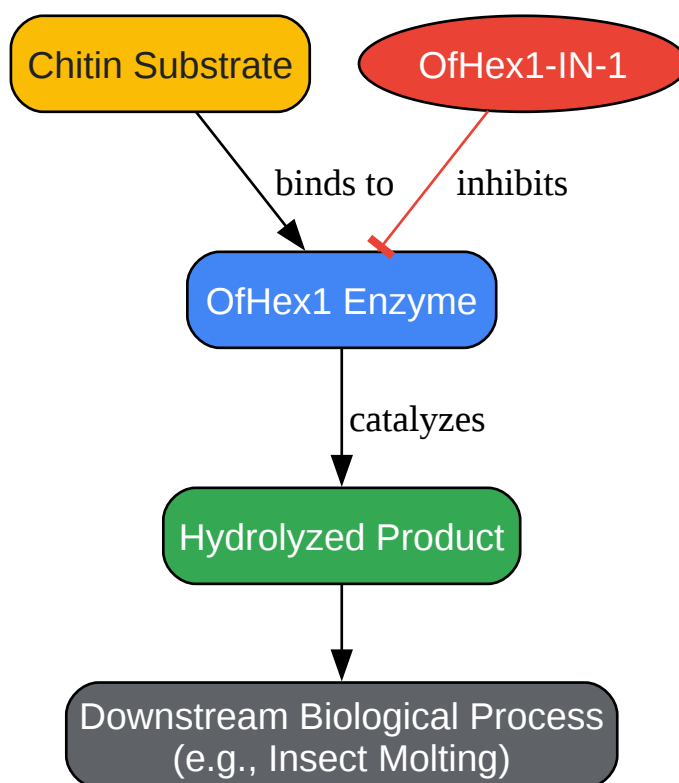 Chitin Substrate
OfHex1-IN-1
binds to
inhibits
OfHex1 Enzyme
catalyzes
Hydrolyzed Product
Downstream Biological Process
(e.g., Insect Molting)